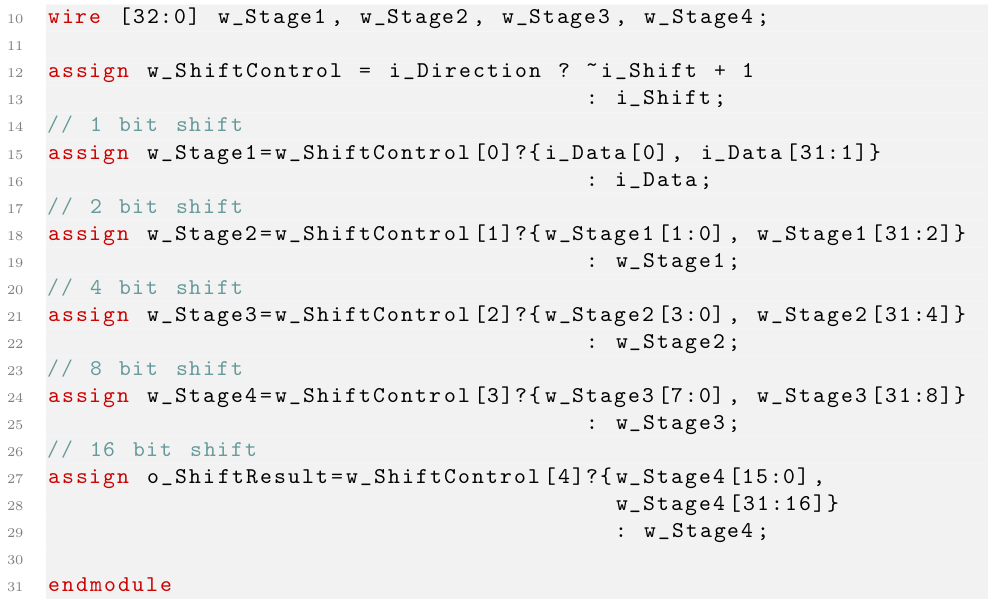 10 wire [32:0] w_Stage1, w_Stage2, w_Stage3, w_Stage4;
11
12 assign w_ShiftControl = i_Direction ? ~i_Shift + 1
13 : i_Shift;
14 // 1 bit shift
15 assign w_Stage1=w_ShiftControl[0]?{i_Data[0], i_Data[31:1]}
16 : i_Data;
17 // 2 bit shift
18 assign w_Stage2=w_ShiftControl[1]?{w_Stage1[1:0], w_Stage1[31:2]}
19 : w_Stage1;
20 // 4 bit shift
21 assign w_Stage3=w_ShiftControl[2]?{w_Stage2[3:0], w_Stage2[31:4]}
22 : w_Stage2;
23 // 8 bit shift
24 assign w_Stage4=w_ShiftControl[3]?{w_Stage3[7:0], w_Stage3[31:8]}
25 : w_Stage3;
26 // 16 bit shift
27 assign o_ShiftResult=w_ShiftControl[4]?{w_Stage4[15:0],
28 w_Stage4[31:16]}
29 : w_Stage4;
30
31 endmodule